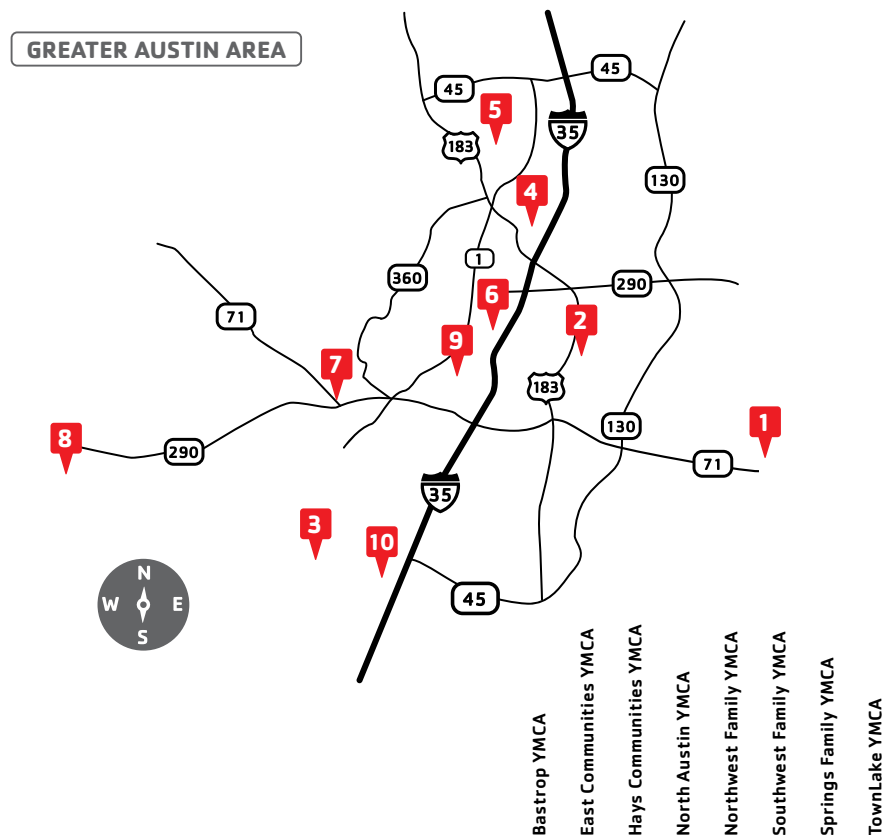 GREATER AUSTIN AREA
45
45
5
35
183
4
130
1
360
290
6
71
2
9
7
183
1
8
130
290
71
35
3
10
N
W
E
S
45
Bastrop YMCA
East Communities YMCA
Hays Communities YMCA
North Austin YMCA
Northwest Family YMCA
Southwest Family YMCA
Springs Family YMCA
TownLake YMCA